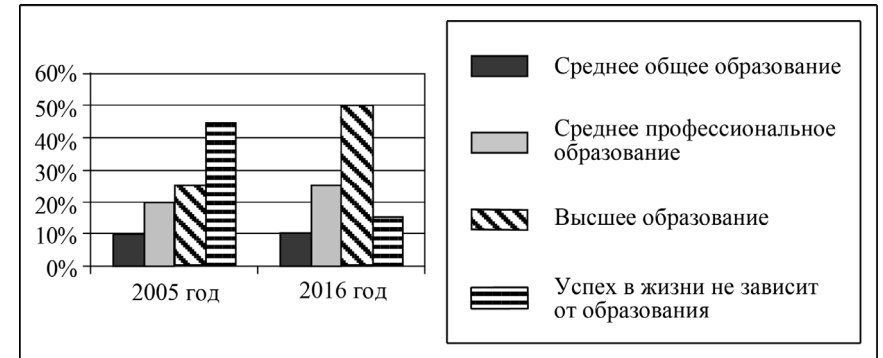 60%
50%
40%
30%
20%
10%
0%
2005 год
2016 год
Среднее общее образование
Среднее профессиональное
образование
Высшее образование
Успех в жизни не зависит
от образования